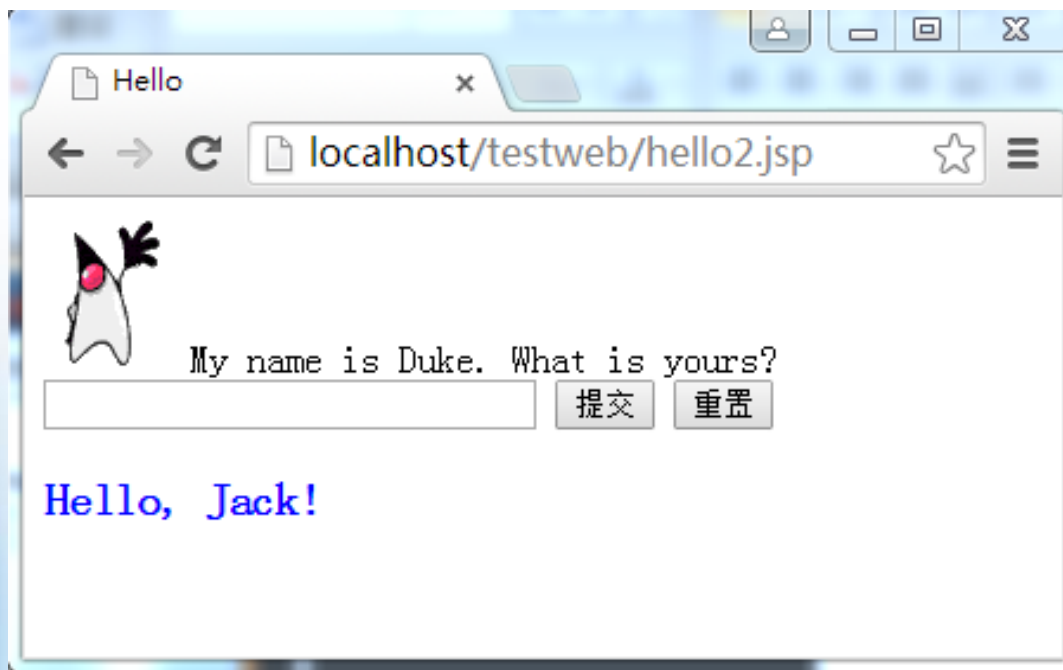 Hello
localhost/testweb/hello2.jsp
My name is Duke. What is yours?
提交 重置
Hello, Jack!